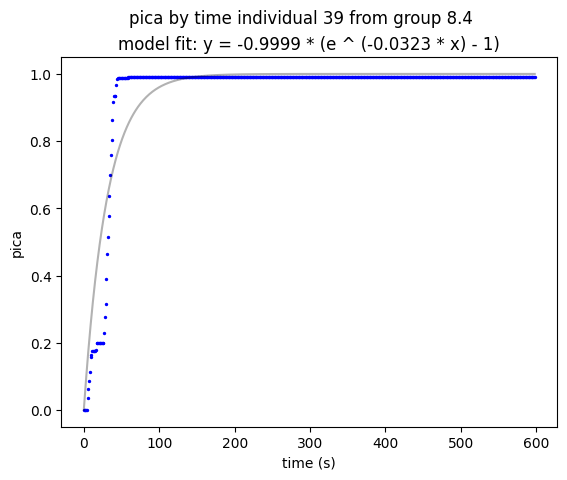 pica by time individual 39 from group 8.4
model fit: y = -0.9999 * (e ^ (-0.0323 * x) - 1)
1.0
0.8
0.6
0.4
0.2
0.0
pica
0 100 200 300 400 500 600
time (s)